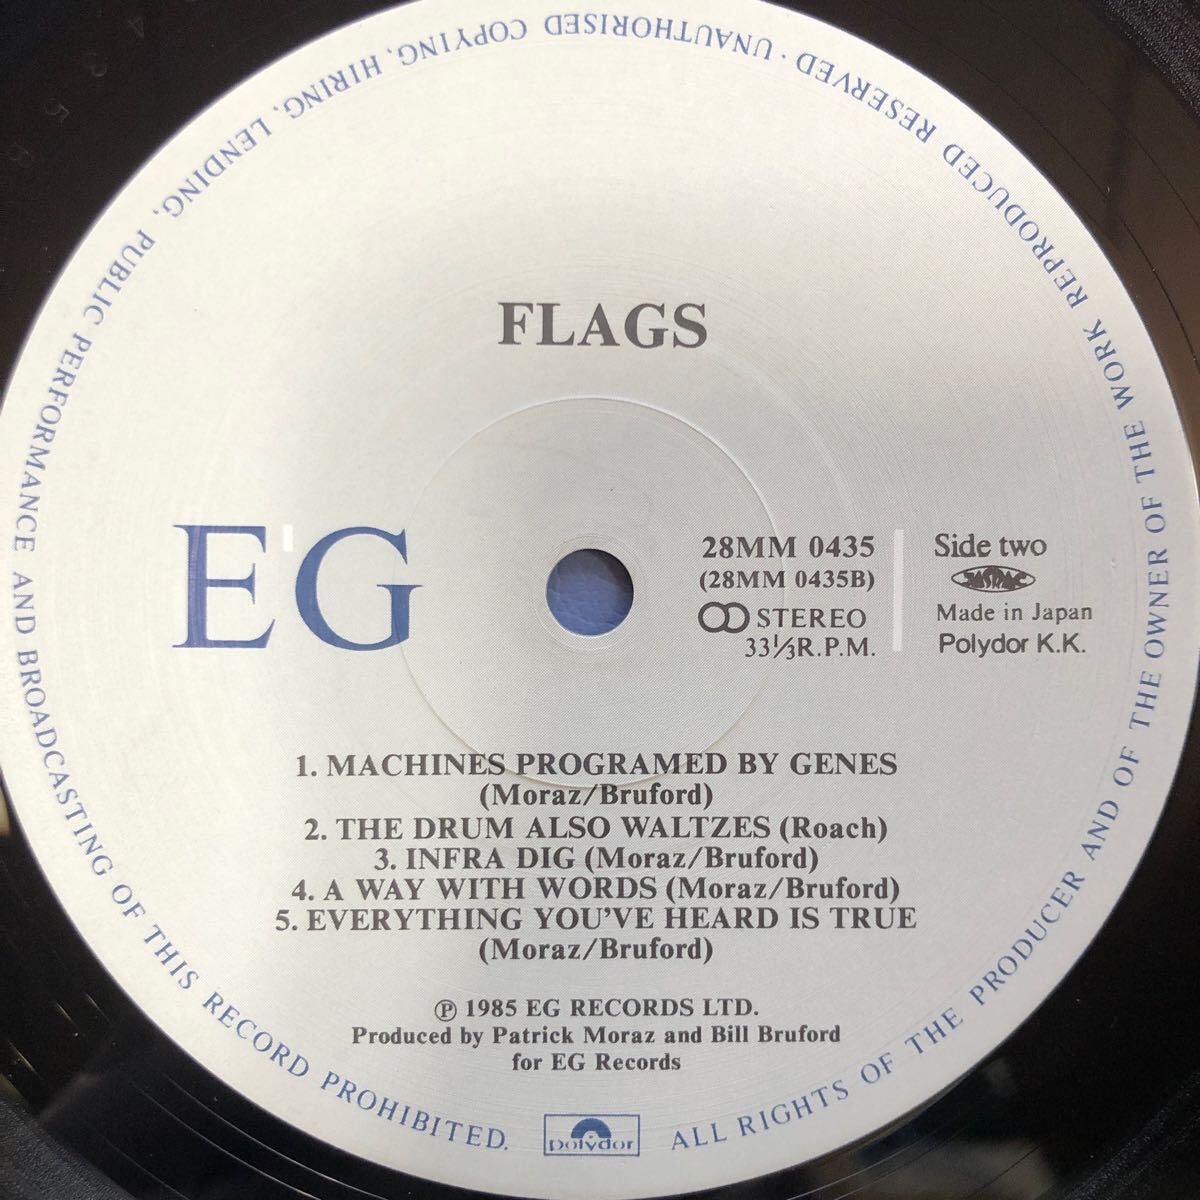 FLAGS
E'G
28MM 0435
(28MM 0435B)
STEREO
33⅓R.P.M.
Side two
JASRAC
Made in Japan
Polydor K.K.
1. MACHINES PROGRAMED BY GENES
(Moraz/Bruford)
2. THE DRUM ALSO WALTZES (Roach)
3. INFRA DIG (Moraz/Bruford)
4. A WAY WITH WORDS (Moraz/Bruford)
5. EVERYTHING YOU'VE HEARD IS TRUE
(Moraz/Bruford)
Ⓟ 1985 EG RECORDS LTD.
Produced by Patrick Moraz and Bill Bruford
for EG Records
polydor
ALL RIGHTS OF THE PRODUCER AND OF THE OWNER OF THE WORK REPRODUCED RESERVED · UNAUTHORISED COPYING, HIRING, LENDING, PUBLIC PERFORMANCE AND BROADCASTING OF THIS RECORD PROHIBITED.